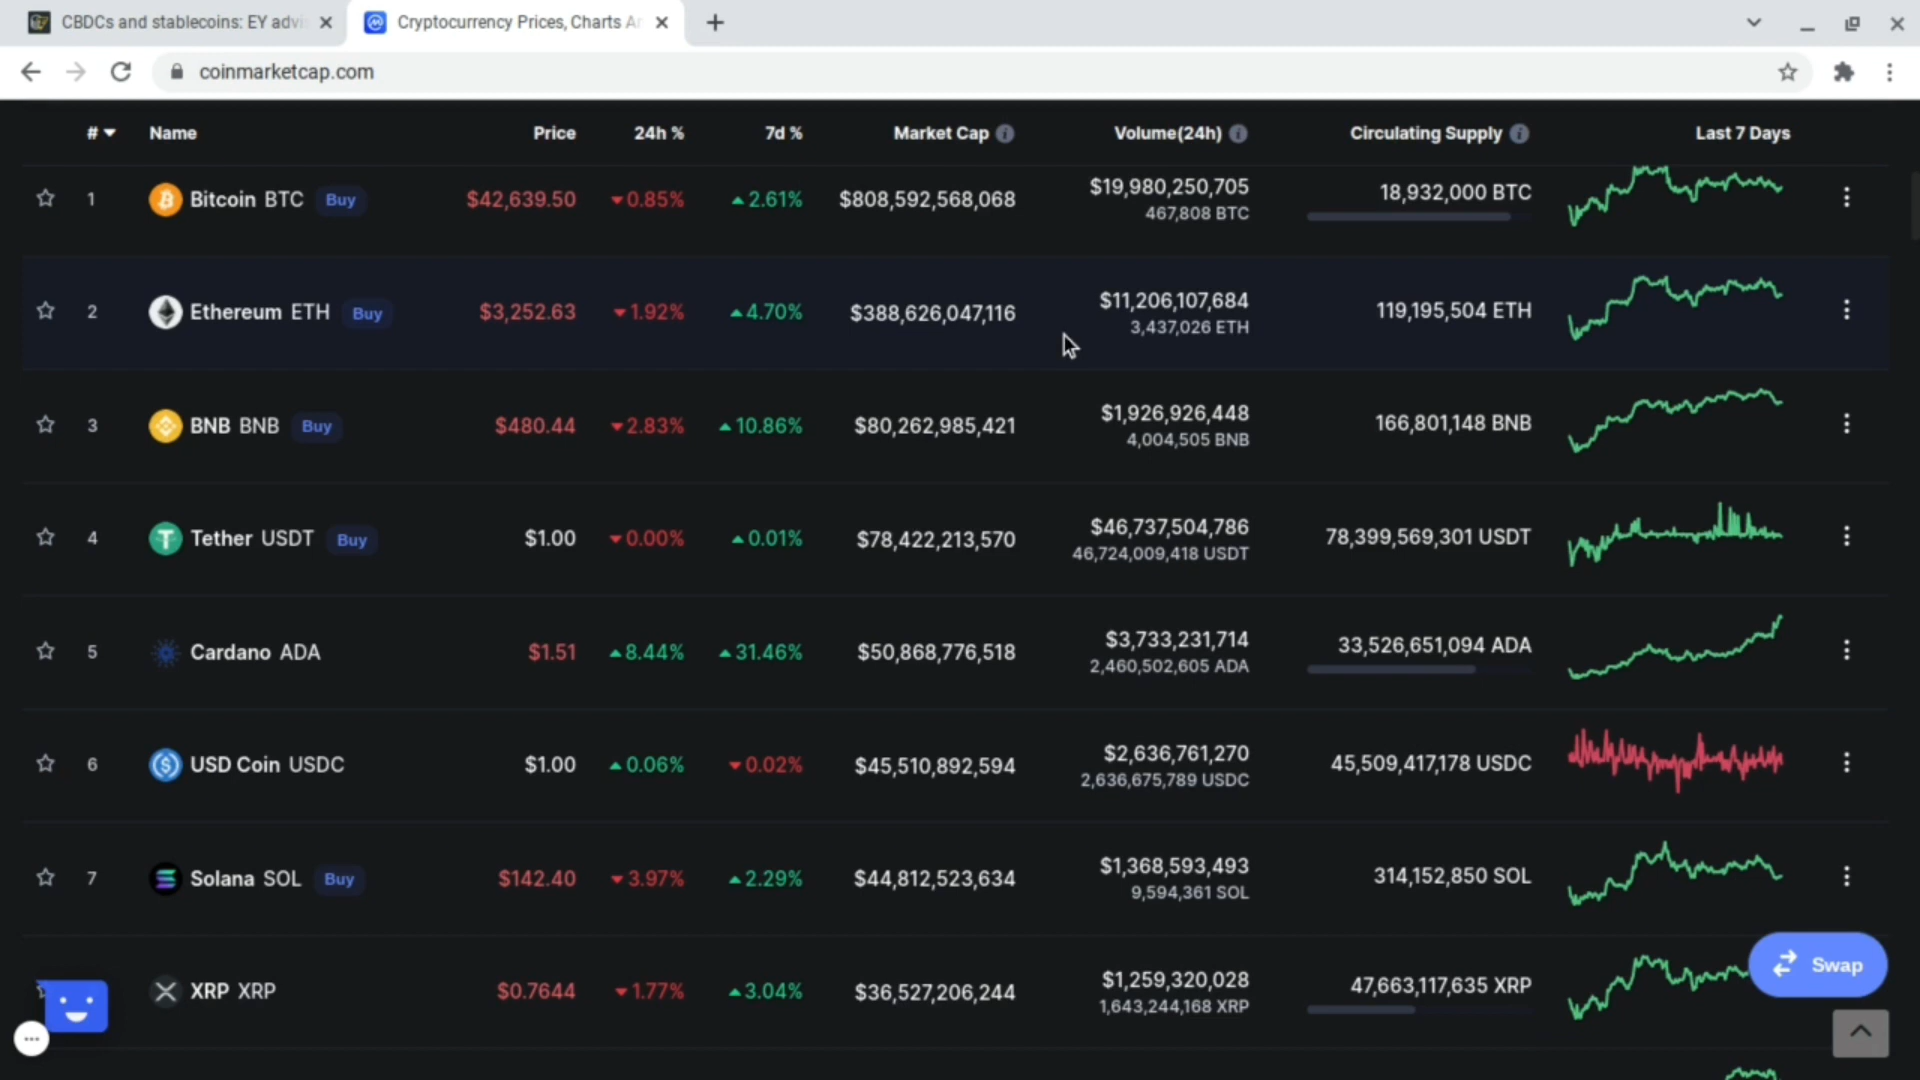 CBDCs and stablecoins: EY advi
Cryptocurrency Prices, Charts A
coinmarketcap.com
# Name Price 24h % 7d % Market Cap Volume(24h) Circulating Supply Last 7 Days
1 Bitcoin BTC Buy $42,639.50 0.85% 2.61% $808,592,568,068 $19,980,250,705 18,932,000 BTC
467,808 BTC
2 Ethereum ETH Buy $3,252.63 1.92% 4.70% $388,626,047,116 $11,206,107,684 119,195,504 ETH
3,437,026 ETH
3 BNB BNB Buy $480.44 2.83% 10.86% $80,262,985,421 $1,926,926,448 166,801,148 BNB
4,004,505 BNB
4 Tether USDT Buy $1.00 0.00% 0.01% $78,422,213,570 $46,737,504,786 78,399,569,301 USDT
46,724,009,418 USDT
5 Cardano ADA $1.51 8.44% 31.46% $50,868,776,518 $3,733,231,714 33,526,651,094 ADA
2,460,502,605 ADA
6 USD Coin USDC $1.00 0.06% 0.02% $45,510,892,594 $2,636,761,270 45,509,417,178 USDC
2,636,675,789 USDC
7 Solana SOL Buy $142.40 3.97% 2.29% $44,812,523,634 $1,368,593,493 314,152,850 SOL
9,594,361 SOL
XRP XRP $0.7644 1.77% 3.04% $36,527,206,244 $1,259,320,028 47,663,117,635 XRP
1,643,244,168 XRP
Swap